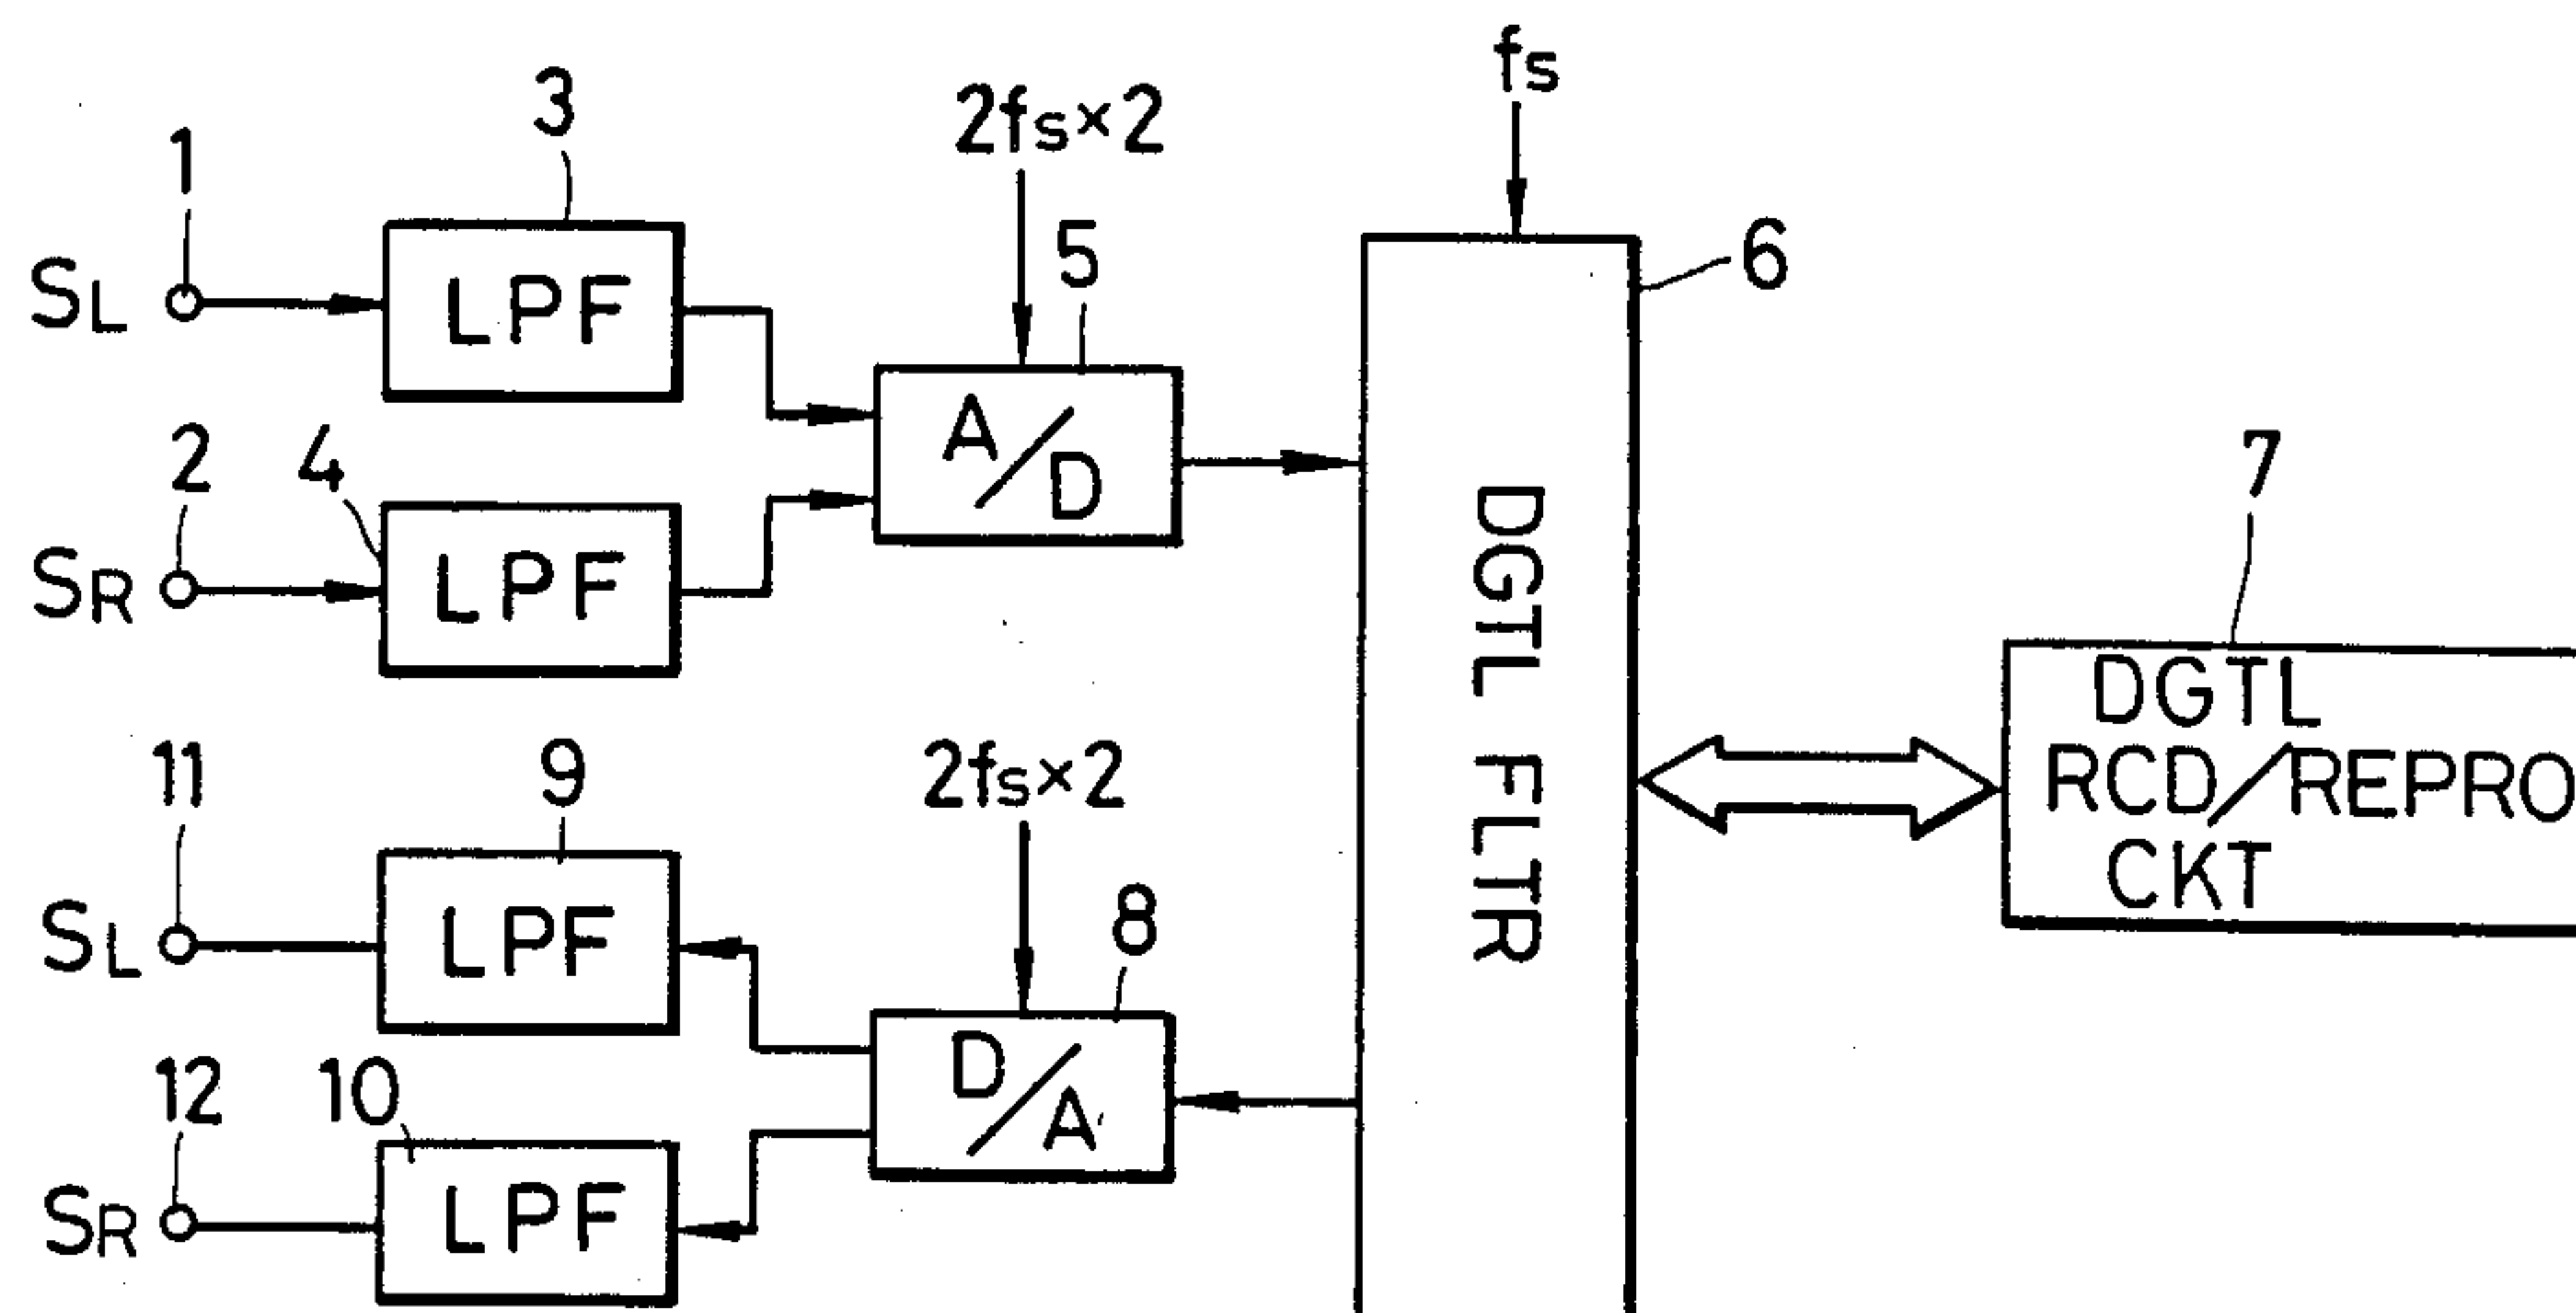 fs
3
2fs×2
1
5
6
SL
LPF
A/D
2
4
7
SR
LPF
DGTL FLTR
DGTL
RCD/REPRO
CKT
11
9
2fs×2
8
SL
LPF
D/A
12
10
SR
LPF